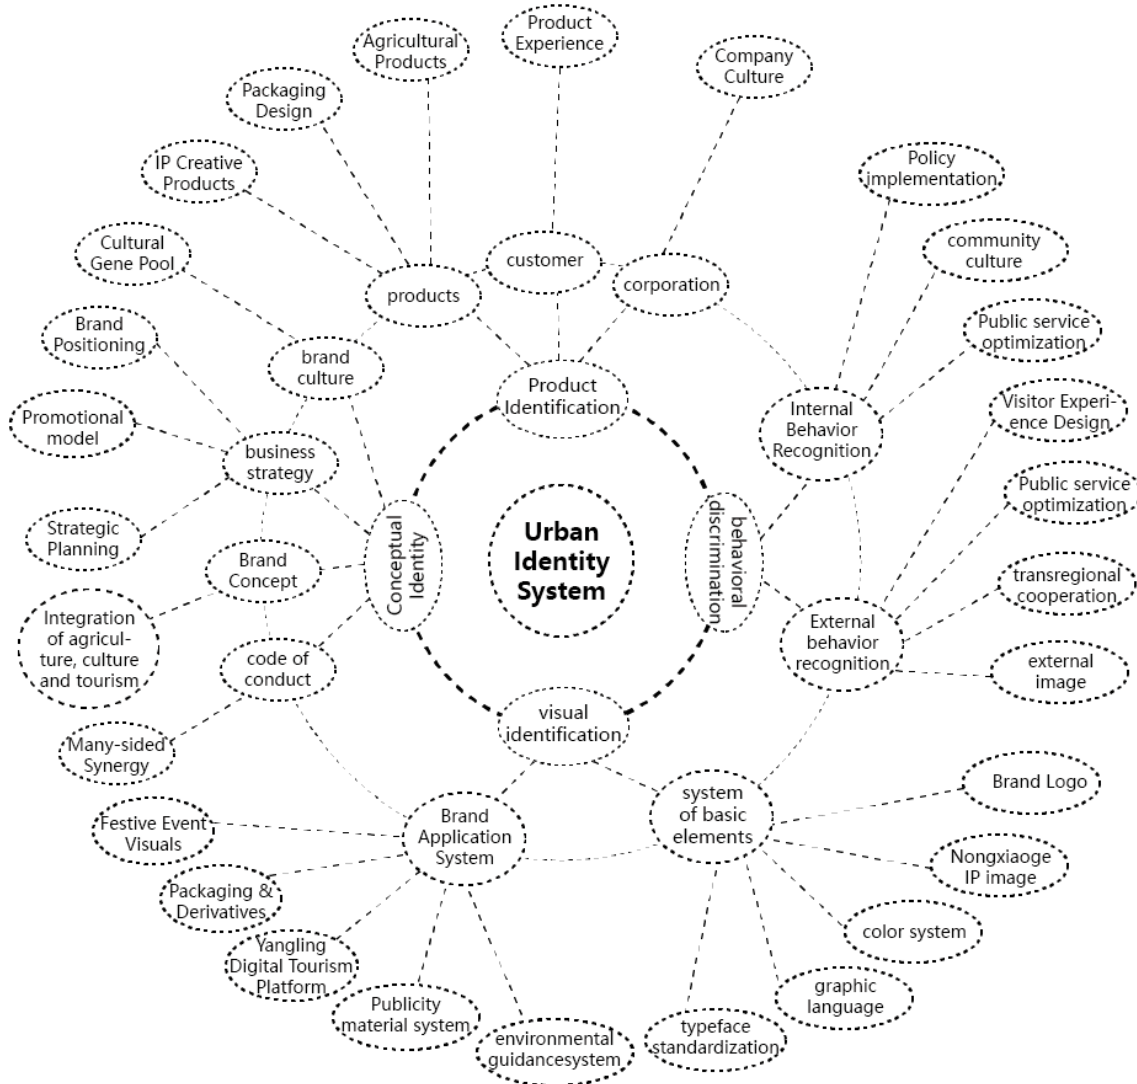 Product
Experience
Agricultural
Products
Company
Culture
Packaging
Design
IP Creative
Products
Policy
implementation
Cultural
Gene Pool
community
culture
customer
corporation
products
Brand
Positioning
Public service
optimization
brand
culture
Product
Identification
Promotional
model
Internal
Behavior
Recognition
Visitor Experi-
ence Design
business
strategy
Public service
optimization
Strategic
Planning
Urban
Identity
System
Conceptual
Identity
behavioral
discrimination
Brand
Concept
transregional
cooperation
Integration
of agricul-
ture, culture
and tourism
code of
conduct
External
behavior
recognition
external
image
visual
identification
Many-sided
Synergy
Brand Logo
system
of basic
elements
Brand
Application
System
Festive Event
Visuals
Nongxiaoge
IP image
Packaging &
Derivatives
color system
Yangling
Digital Tourism
Platform
graphic
language
Publicity
material system
typeface
standardization
environmental
guidancesystem